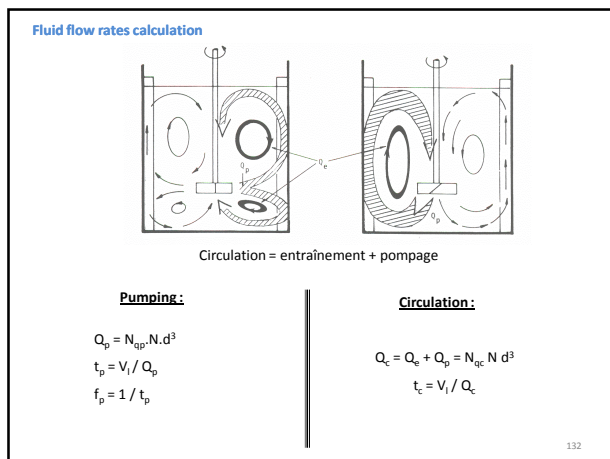 Fluid flow rates calculation
Q_p
Q_e
Q_p
Circulation = entraînement + pompage
Pumping :
Q_p = N_qp.N.d³
t_p = V_l / Q_p
f_p = 1 / t_p
Circulation :
Q_c = Q_e + Q_p = N_qc N d³
t_c = V_l / Q_c
132